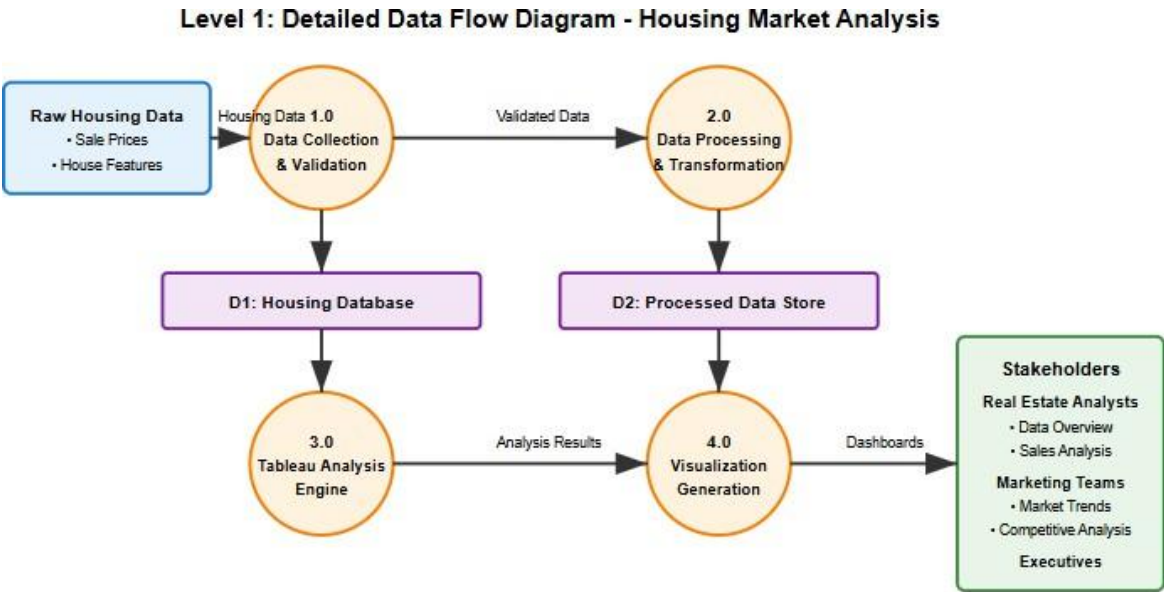 Level 1: Detailed Data Flow Diagram - Housing Market Analysis
Raw Housing Data
• Sale Prices
• House Features
Housing Data
1.0
Data Collection
& Validation
Validated Data
2.0
Data Processing
& Transformation
D1: Housing Database
D2: Processed Data Store
3.0
Tableau Analysis
Engine
Analysis Results
4.0
Visualization
Generation
Dashboards
Stakeholders
Real Estate Analysts
• Data Overview
• Sales Analysis
Marketing Teams
• Market Trends
• Competitive Analysis
Executives